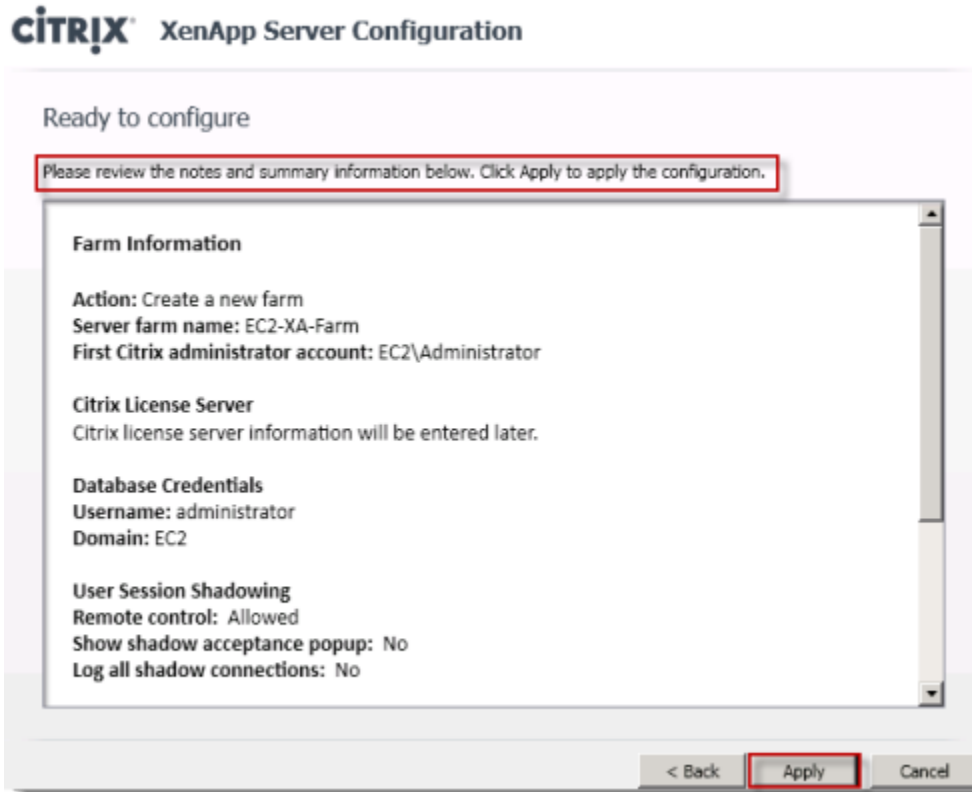 CİTRIX XenApp Server Configuration
Ready to configure
Please review the notes and summary information below. Click Apply to apply the configuration.
Farm Information
Action: Create a new farm
Server farm name: EC2-XA-Farm
First Citrix administrator account: EC2\Administrator
Citrix License Server
Citrix license server information will be entered later.
Database Credentials
Username: administrator
Domain: EC2
User Session Shadowing
Remote control: Allowed
Show shadow acceptance popup: No
Log all shadow connections: No
< Back Apply Cancel